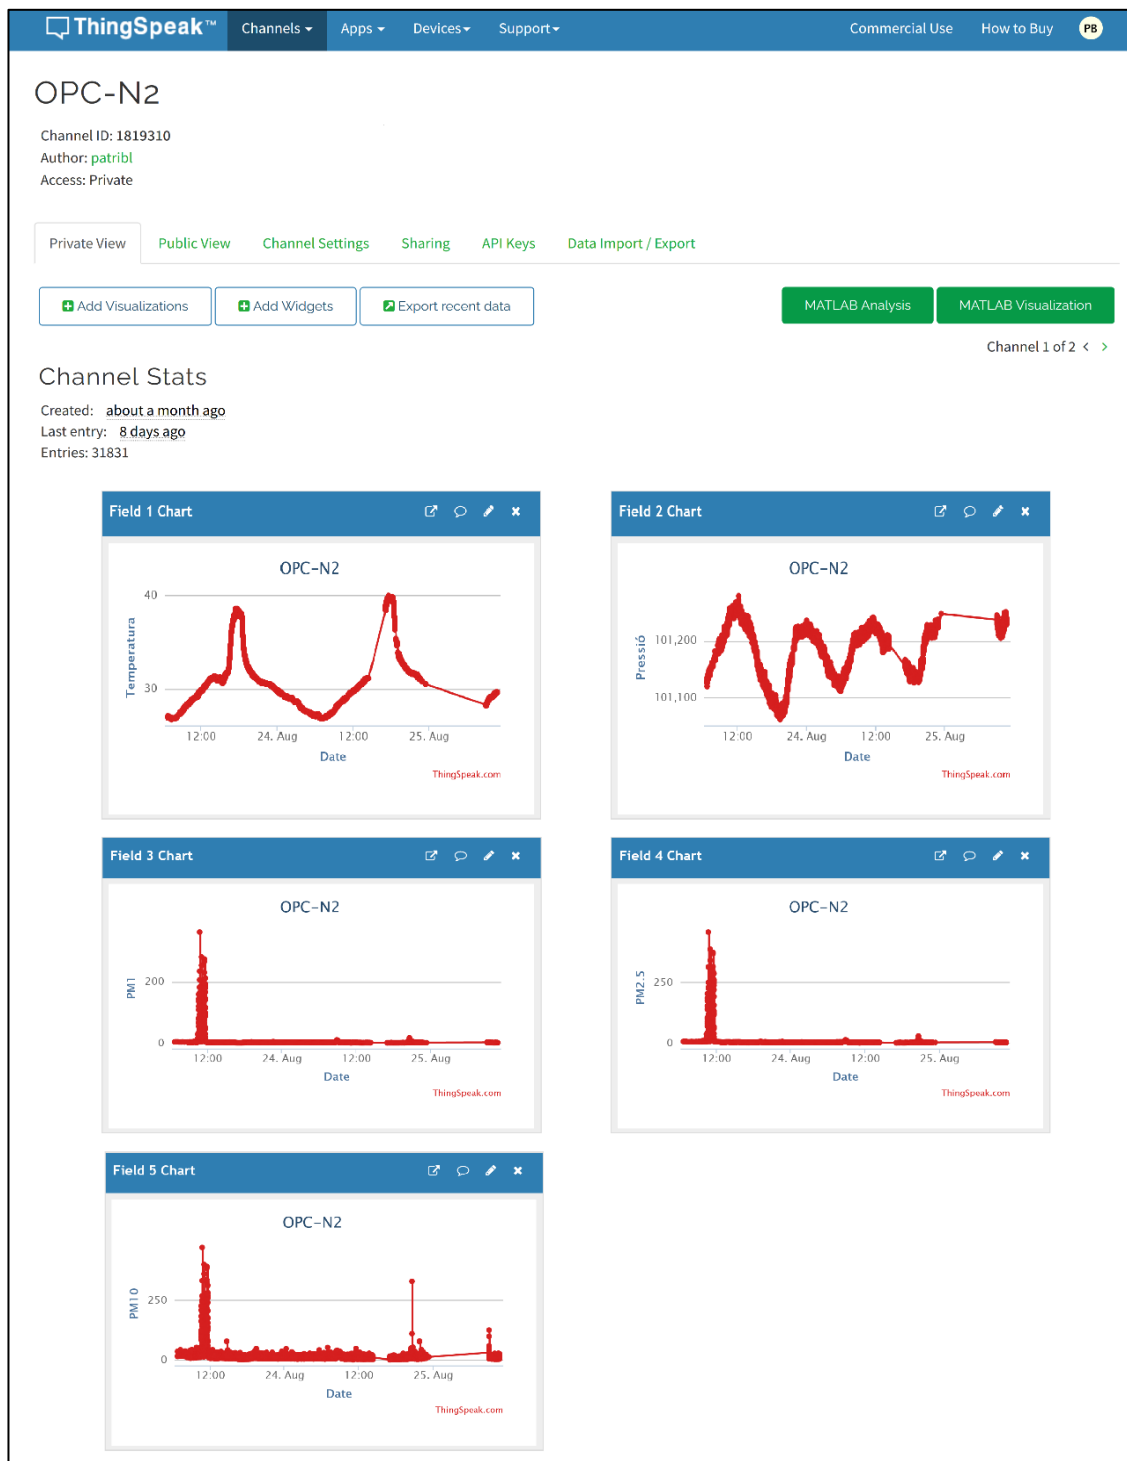 ThingSpeak™ Channels Apps Devices Support Commercial Use How to Buy PB
OPC-N2
Channel ID: 1819310
Author: patribl
Access: Private
Private View Public View Channel Settings Sharing API Keys Data Import / Export
Add Visualizations Add Widgets Export recent data MATLAB Analysis MATLAB Visualization
Channel 1 of 2 < >
Channel Stats
Created: about a month ago
Last entry: 8 days ago
Entries: 31831
Field 1 Chart
OPC-N2
Temperatura
40
30
12:00 24. Aug 12:00 25. Aug
Date
ThingSpeak.com
Field 2 Chart
OPC-N2
Pressió
101,200
101,100
12:00 24. Aug 12:00 25. Aug
Date
ThingSpeak.com
Field 3 Chart
OPC-N2
PM1
200
0
12:00 24. Aug 12:00 25. Aug
Date
ThingSpeak.com
Field 4 Chart
OPC-N2
PM2.5
250
0
12:00 24. Aug 12:00 25. Aug
Date
ThingSpeak.com
Field 5 Chart
OPC-N2
PM10
250
0
12:00 24. Aug 12:00 25. Aug
Date
ThingSpeak.com